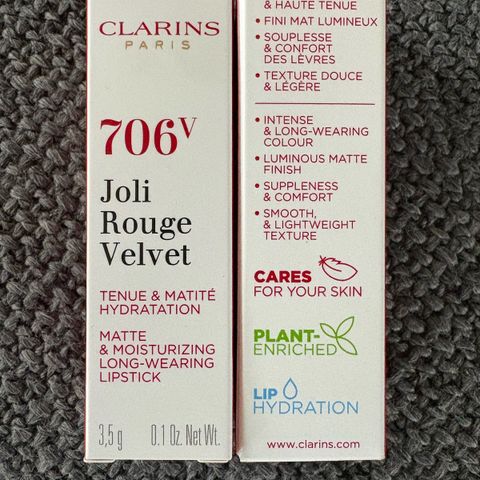 CLARINS
PARIS
706V
Joli
Rouge
Velvet
TENUE & MATITÉ
HYDRATATION
MATTE
& MOISTURIZING
LONG-WEARING
LIPSTICK
3,5 g 0.1 Oz. Net Wt.
& HAUTE TENUE
• FINI MAT LUMINEUX
• SOUPLESSE
& CONFORT
DES LÈVRES
• TEXTURE DOUCE
& LÉGÈRE
• INTENSE
& LONG-WEARING
COLOUR
• LUMINOUS MATTE
FINISH
• SUPPLENESS
& COMFORT
• SMOOTH,
& LIGHTWEIGHT
TEXTURE
CARES
FOR YOUR SKIN
PLANT-
ENRICHED
LIP
HYDRATION
www.clarins.com